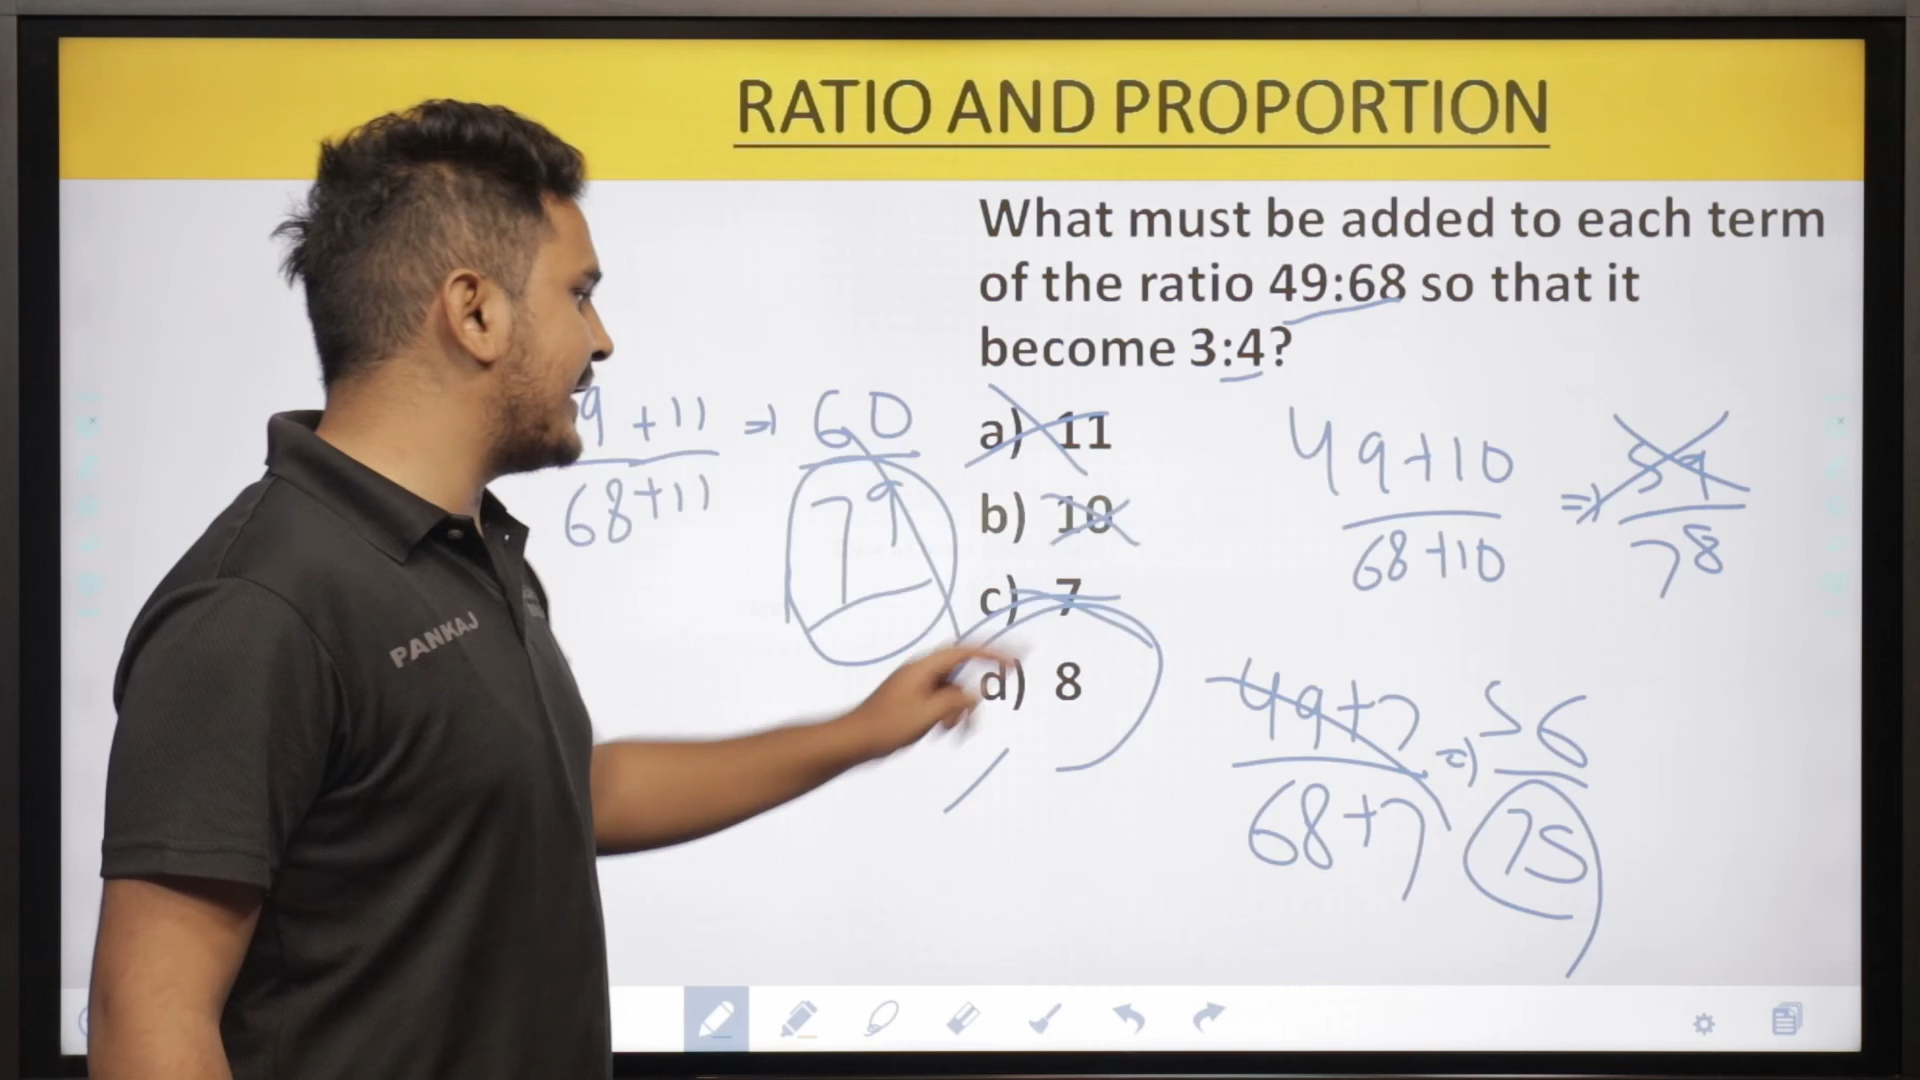 RATIO AND PROPORTION
What must be added to each term
of the ratio 49:68 so that it
become 3:4?
9 + 11 => 60
68+11 79
a) 11
b) 10
c) 7
d) 8
49+10 => 59
68+10 78
49+7 => 56
68+7 75
PANKAJ